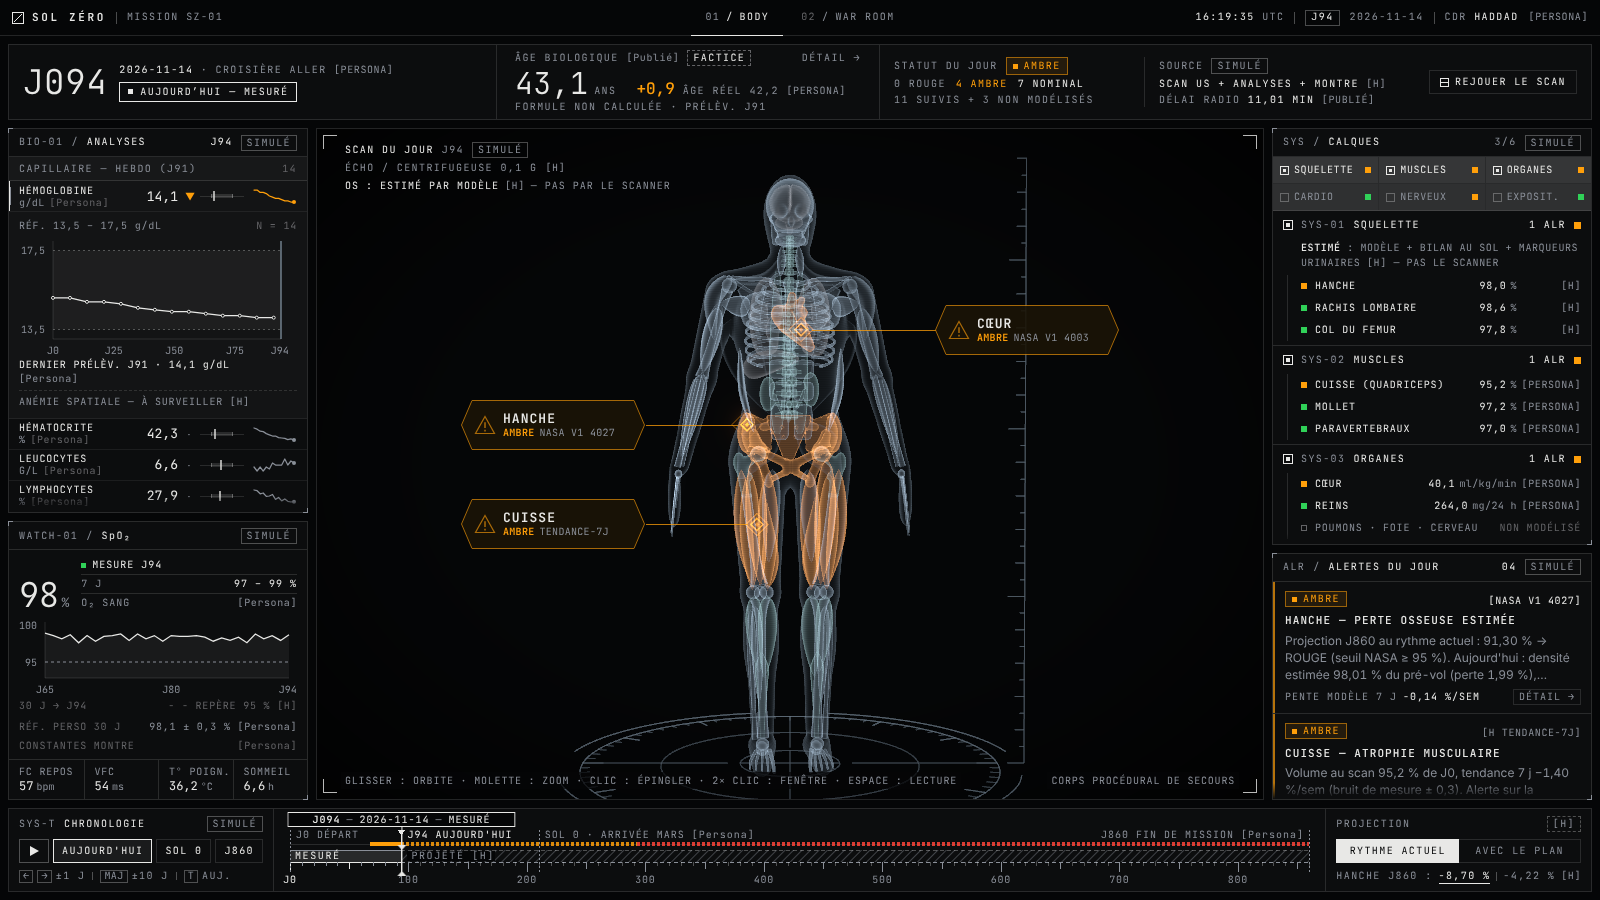 SOL ZÉRO | MISSION SZ-01
01 / BODY
02 / WAR ROOM
16:19:35 UTC | J94 2026-11-14 | CDR HADDAD [PERSONA]
J094
2026-11-14 · CROISIÈRE ALLER [PERSONA]
AUJOURD'HUI — MESURÉ
ÂGE BIOLOGIQUE [Publié] FACTICE DÉTAIL →
43,1 ANS +0,9 ÂGE RÉEL 42,2 [PERSONA]
FORMULE NON CALCULÉE · PRÉLÈV. J91
STATUT DU JOUR AMBRE
0 ROUGE 4 AMBRE 7 NOMINAL
11 SUIVIS + 3 NON MODÉLISÉS
SOURCE SIMULÉ
SCAN US + ANALYSES + MONTRE [H]
DÉLAI RADIO 11,01 MIN [PUBLIÉ]
REJOUER LE SCAN
BIO-01 / ANALYSES J94 SIMULÉ
CAPILLAIRE — HEBDO (J91) 14
HÉMOGLOBINE
g/dL [Persona]
14,1
RÉF. 13,5 – 17,5 g/dL N = 14
17,5
13,5
J0 J25 J50 J75 J94
DERNIER PRÉLÈV. J91 · 14,1 g/dL
[Persona]
ANÉMIE SPATIALE — À SURVEILLER [H]
HÉMATOCRITE
% [Persona]
42,3
LEUCOCYTES
G/L [Persona]
6,6
LYMPHOCYTES
% [Persona]
27,9
WATCH-01 / SpO₂ SIMULÉ
98 %
MESURE J94
7 J 97 – 99 %
O₂ SANG [Persona]
100
95
J65 J80 J94
30 J → J94 - - REPÈRE 95 % [H]
RÉF. PERSO 30 J 98,1 ± 0,3 % [Persona]
CONSTANTES MONTRE [Persona]
FC REPOS
57 bpm
VFC
54 ms
T° POIGN.
36,2 °C
SOMMEIL
6,6 h
SCAN DU JOUR J94 SIMULÉ
ÉCHO / CENTRIFUGEUSE 0,1 G [H]
OS : ESTIMÉ PAR MODÈLE [H] — PAS PAR LE SCANNER
CŒUR
AMBRE NASA V1 4003
HANCHE
AMBRE NASA V1 4027
CUISSE
AMBRE TENDANCE-7J
GLISSER : ORBITE · MOLETTE : ZOOM · CLIC : ÉPINGLER · 2× CLIC : FENÊTRE · ESPACE : LECTURE
CORPS PROCÉDURAL DE SECOURS
SYS / CALQUES 3/6 SIMULÉ
SQUELETTE MUSCLES ORGANES
CARDIO NERVEUX EXPOSIT.
SYS-01 SQUELETTE 1 ALR
ESTIMÉ : MODÈLE + BILAN AU SOL + MARQUEURS
URINAIRES [H] — PAS LE SCANNER
HANCHE 98,0 % [H]
RACHIS LOMBAIRE 98,6 % [H]
COL DU FEMUR 97,8 % [H]
SYS-02 MUSCLES 1 ALR
CUISSE (QUADRICEPS) 95,2 % [PERSONA]
MOLLET 97,2 % [PERSONA]
PARAVERTEBRAUX 97,0 % [PERSONA]
SYS-03 ORGANES 1 ALR
CŒUR 40,1 ml/kg/min [PERSONA]
REINS 264,0 mg/24 h [PERSONA]
POUMONS · FOIE · CERVEAU NON MODÉLISÉ
ALR / ALERTES DU JOUR 04 SIMULÉ
AMBRE [NASA V1 4027]
HANCHE — PERTE OSSEUSE ESTIMÉE
Projection J860 au rythme actuel : 91,30 % →
ROUGE (seuil NASA ≥ 95 %). Aujourd'hui : densité
estimée 98,01 % du pré-vol (perte 1,99 %),...
PENTE MODÈLE 7 J -0,14 %/SEM DÉTAIL →
AMBRE [H TENDANCE-7J]
CUISSE — ATROPHIE MUSCULAIRE
Volume au scan 95,2 % de J0, tendance 7 j −1,40
%/sem (bruit de mesure ± 0,3). Alerte sur la
SYS-T CHRONOLOGIE SIMULÉ
AUJOURD'HUI SOL 0 J860
← → ±1 J | MAJ ±10 J | T AUJ.
J094 — 2026-11-14 — MESURÉ
J0 DÉPART J94 AUJOURD'HUI SOL 0 · ARRIVÉE MARS [Persona] J860 FIN DE MISSION [Persona]
MESURÉ PROJETÉ [H]
J0 100 200 300 400 500 600 700 800
PROJECTION [H]
RYTHME ACTUEL AVEC LE PLAN
HANCHE J860 : -8,70 % | -4,22 % [H]